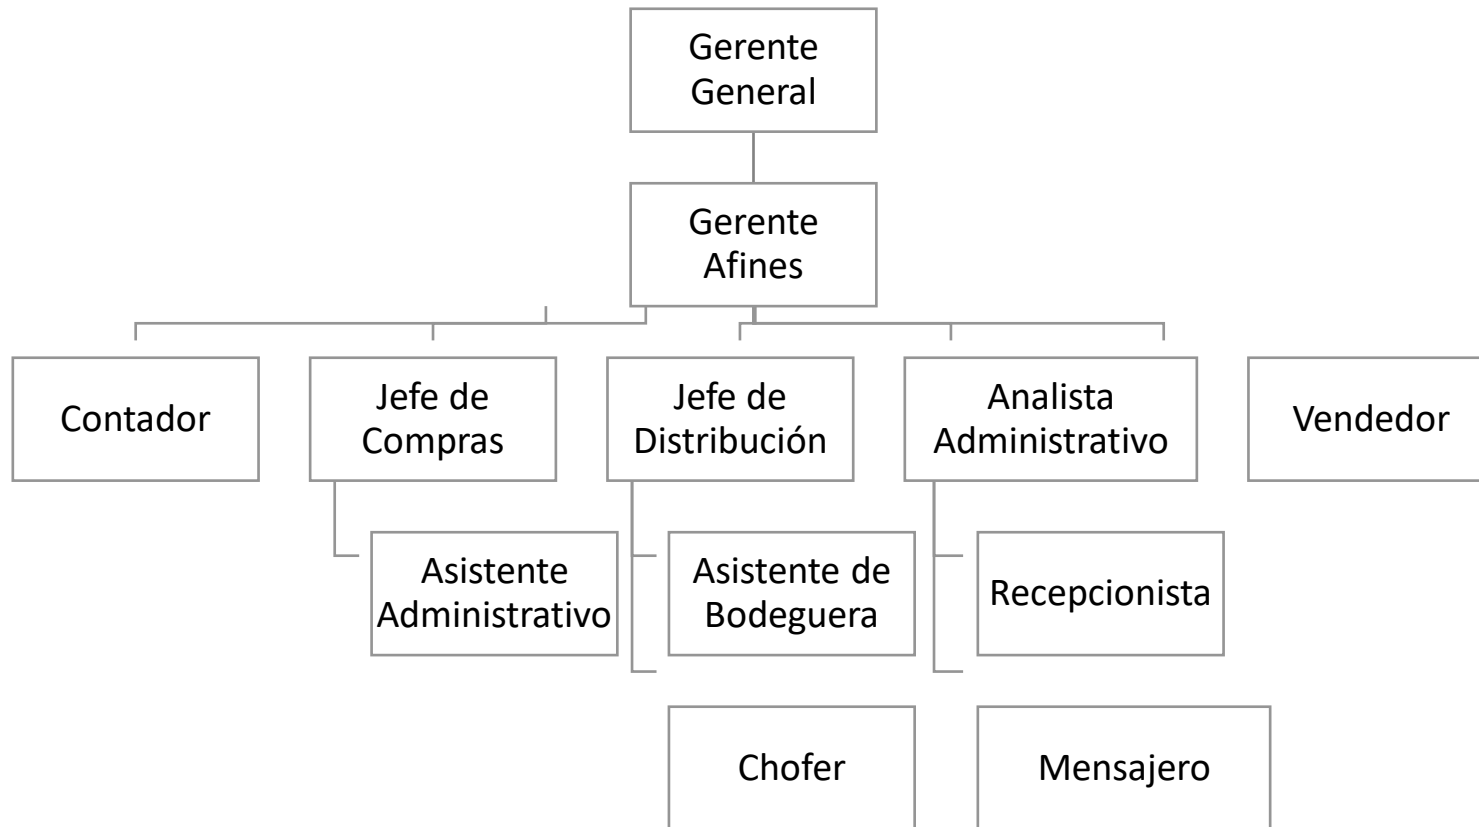 Gerente
General
Gerente
Afines
Contador
Jefe de
Compras
Jefe de
Distribución
Analista
Administrativo
Vendedor
Asistente
Administrativo
Asistente de
Bodeguera
Recepcionista
Chofer
Mensajero